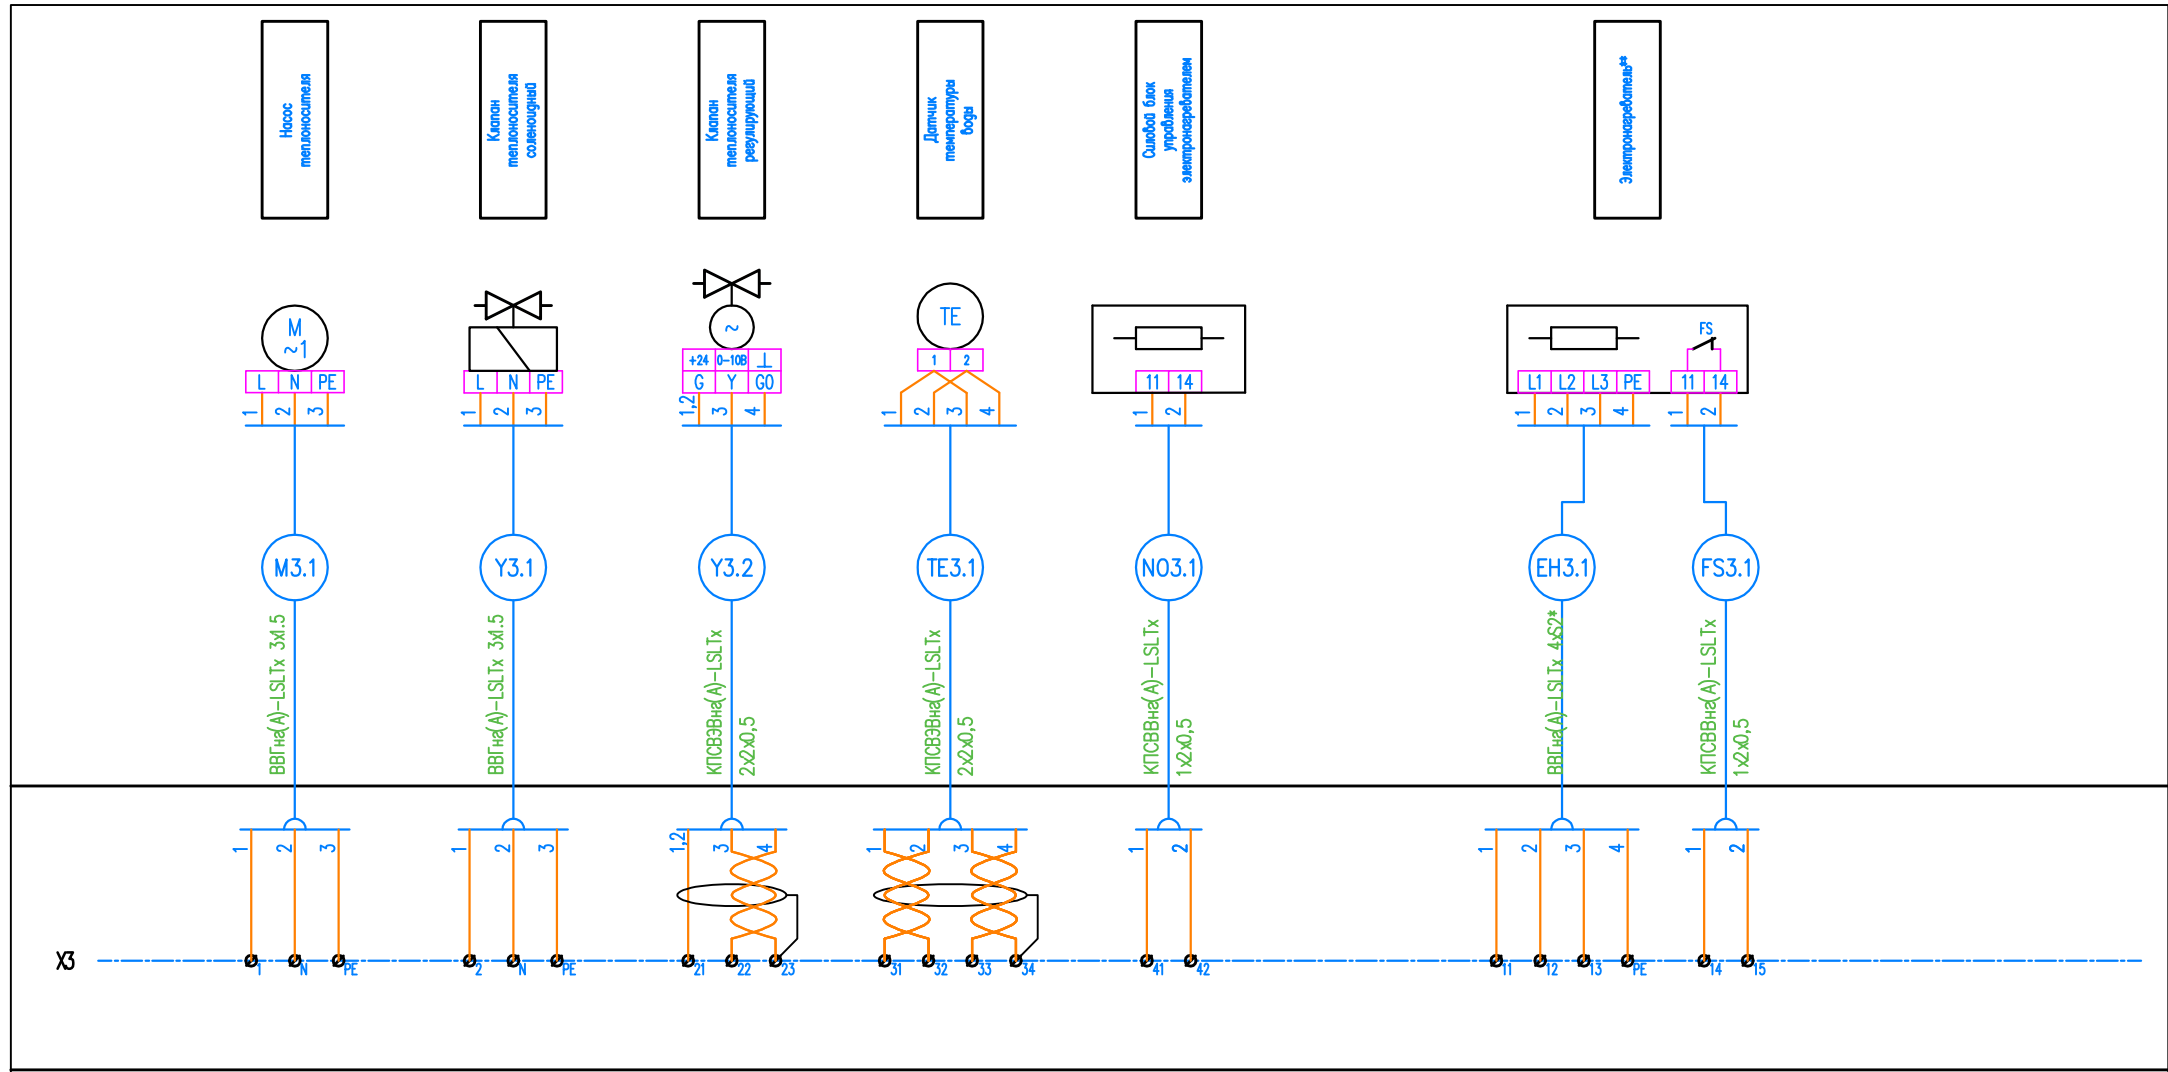 Насос
теплоносителя
Клапан
теплоносителя
соленоидный
Клапан
теплоносителя
регулирующий
Датчик
температуры
воды
Силовой блок
управления
электронагревателем
Электронагреватель**
M
~1
~
TE
FS
+24 0-10В ⊥
1 2
L N PE
L N PE
G Y G0
11 14
L1 L2 L3 PE
11 14
1 2 3
1 2 3
1,2 3 4
1 2 3 4
1 2
1 2 3 4
1 2
M3.1
Y3.1
Y3.2
TE3.1
NO3.1
EH3.1
FS3.1
ВВГнг(А)-LSLTx 3x1.5
ВВГнг(А)-LSLTx 3x1.5
КПСВЭВнг(А)-LSLTx
2x2x0,5
КПСВЭВнг(А)-LSLTx
2x2x0,5
КПСВВнг(А)-LSLTx
1x2x0,5
ВВГнг(А)-LSLTx 4xS2*
КПСВВнг(А)-LSLTx
1x2x0,5
1 2 3
1 2 3
1,2 3 4
1 2 3 4
1 2
1 2 3 4
1 2
X3
1 N PE
2 N PE
21 22 23
31 32 33 34
41 42
11 12 13 PE
14 15